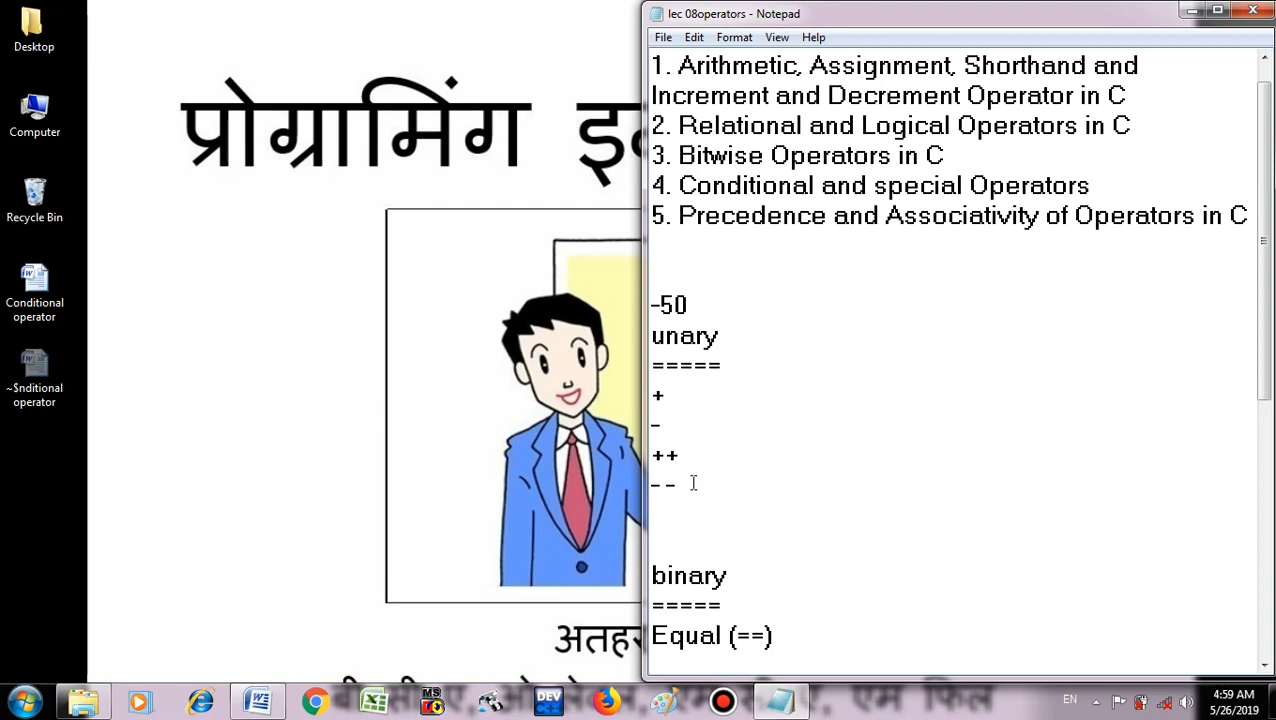 Desktop
Computer
Recycle Bin
Conditional
operator
~$nditional
operator
प्रोग्रामिंग
lec 08operators - Notepad
File Edit Format View Help
1. Arithmetic, Assignment, Shorthand and
Increment and Decrement Operator in C
2. Relational and Logical Operators in C
3. Bitwise Operators in C
4. Conditional and special Operators
5. Precedence and Associativity of Operators in C
-50
unary
=====
+
-
++
--
binary
=====
Equal (==)
MS
DEV
EN
4:59 AM
5/26/2019